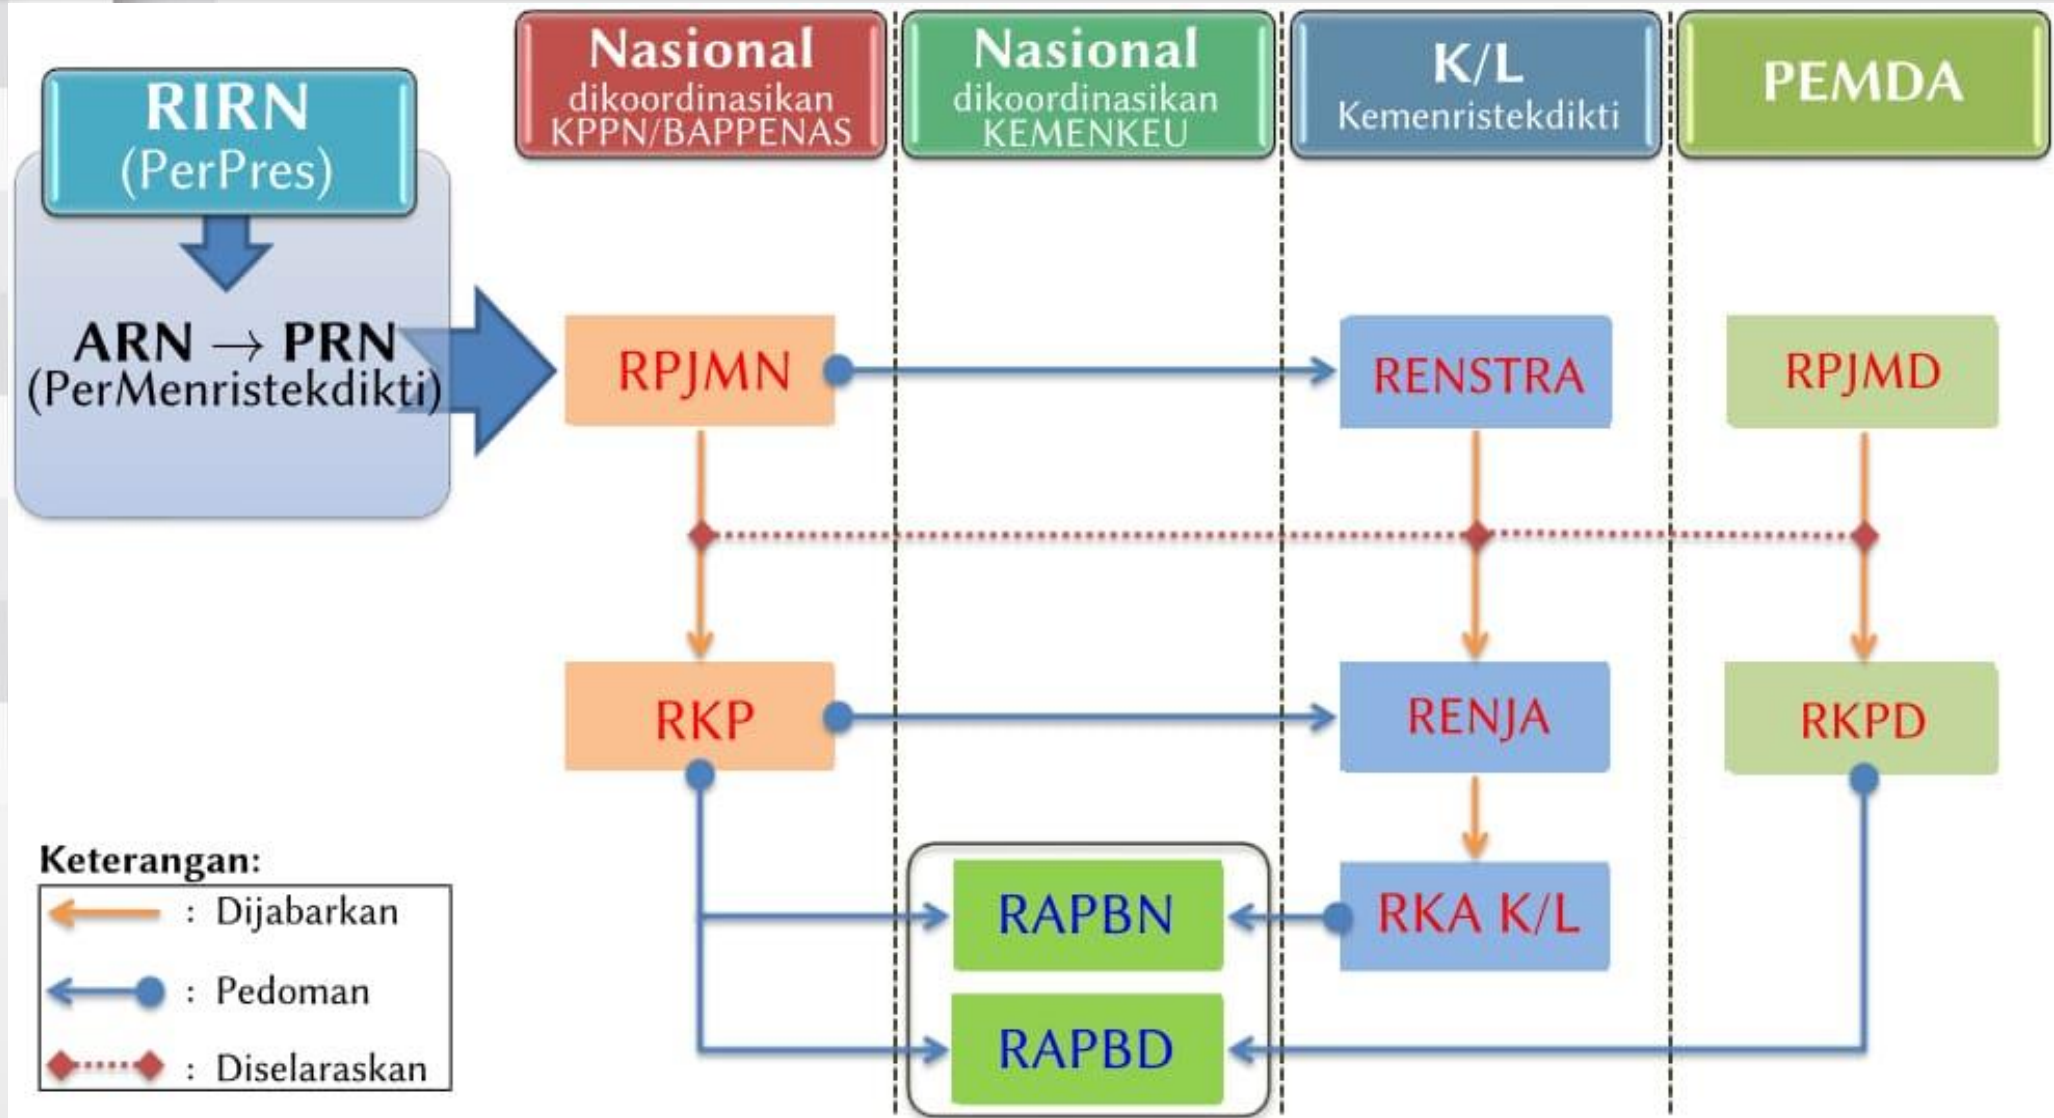 RIRN
(PerPres)
ARN → PRN
(PerMenristekdikti)
Nasional
dikoordinasikan
KPPN/BAPPENAS
Nasional
dikoordinasikan
KEMENKEU
K/L
Kemenristekdikti
PEMDA
RPJMN
RENSTRA
RPJMD
RKP
RENJA
RKPD
RAPBN
RKA K/L
RAPBD
Keterangan:
: Dijabarkan
: Pedoman
: Diselaraskan